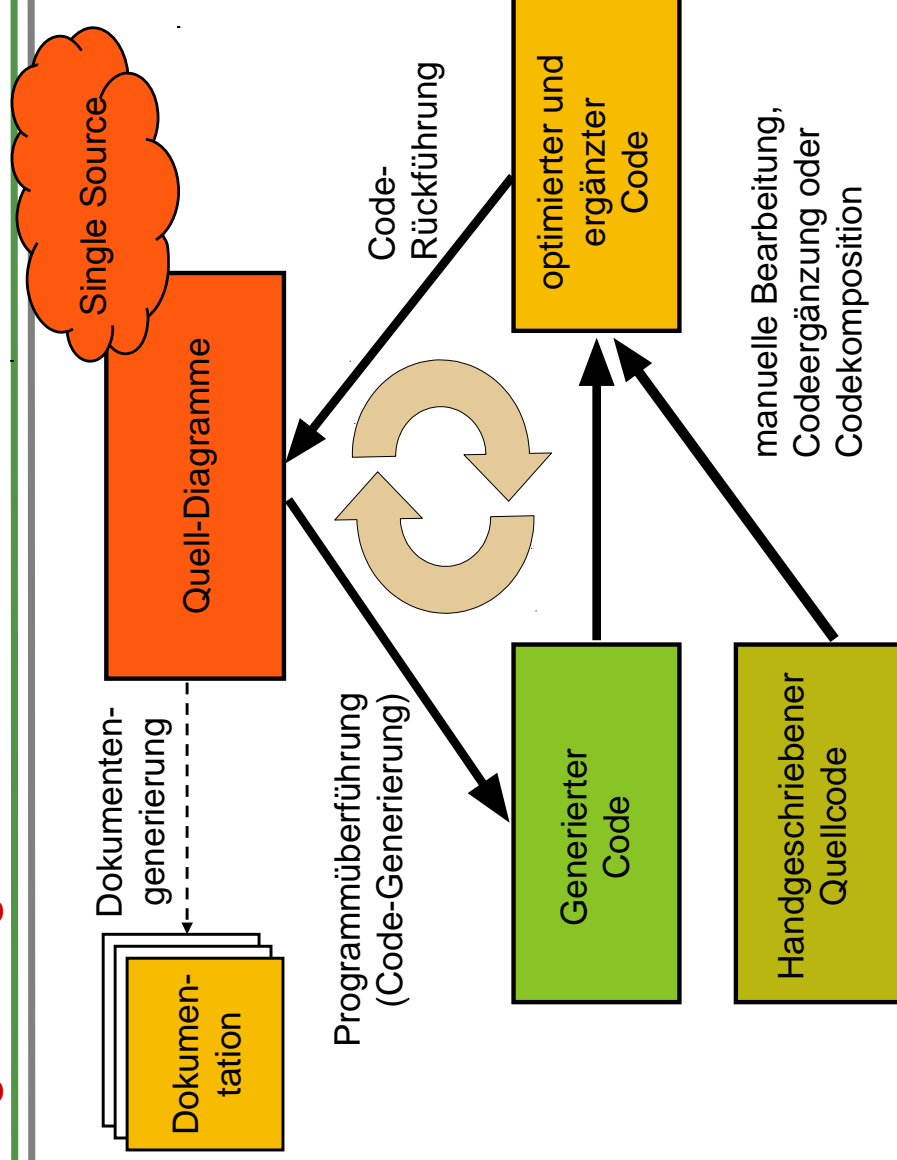 Single Source
Quell-Diagramme
Dokumenten-
generierung
Dokumen-
tation
Programmüberführung
(Code-Generierung)
Code-
Rückführung
Generierter
Code
optimierter und
ergänzter
Code
Handgeschriebener
Quellcode
manuelle Bearbeitung,
Codeergänzung oder
Codekomposition